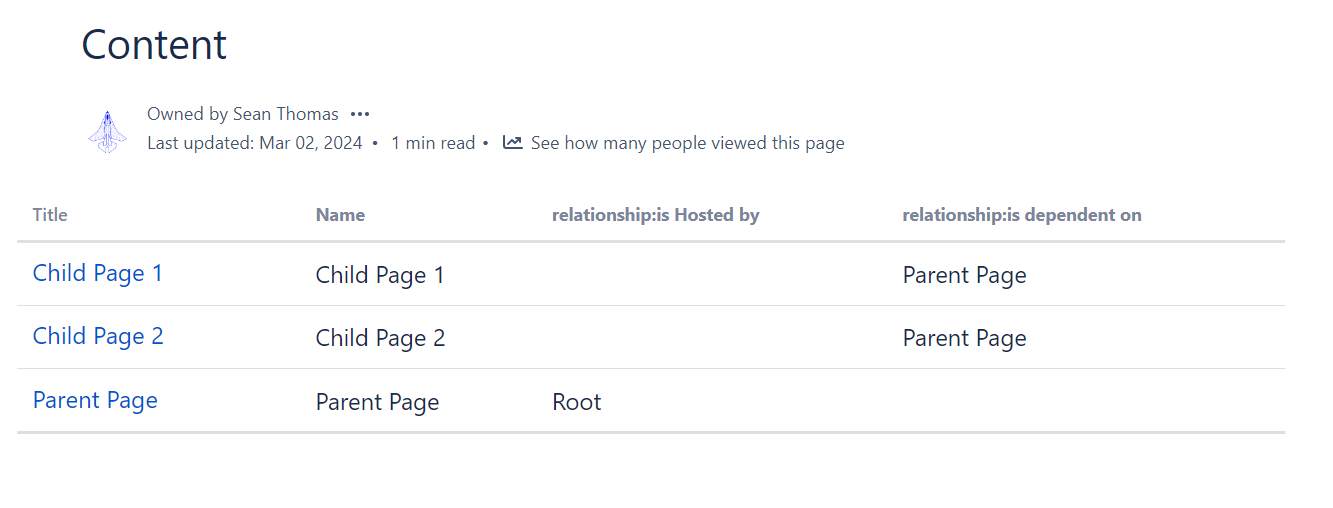 Content
Owned by Sean Thomas •••
Last updated: Mar 02, 2024 • 1 min read • See how many people viewed this page
Title Name relationship:is Hosted by relationship:is dependent on
Child Page 1 Child Page 1 Parent Page
Child Page 2 Child Page 2 Parent Page
Parent Page Parent Page Root